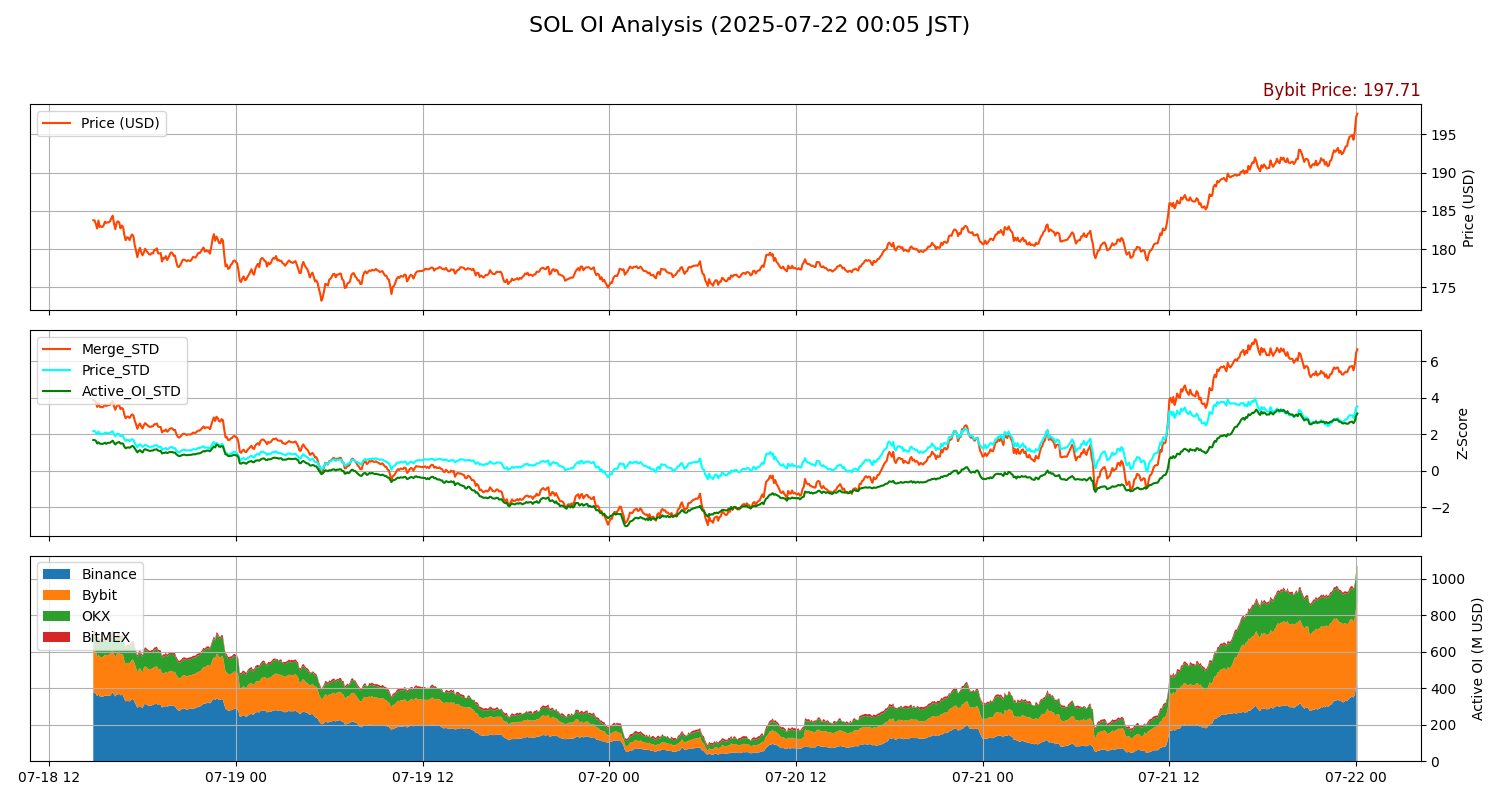 SOL OI Analysis (2025-07-22 00:05 JST)
Bybit Price: 197.71
Price (USD)
195
190
185
180
175
Price (USD)
Merge_STD
Price_STD
Active_OI_STD
6
4
2
0
−2
Z-Score
Binance
Bybit
OKX
BitMEX
1000
800
600
400
200
0
Active OI (M USD)
07-18 12
07-19 00
07-19 12
07-20 00
07-20 12
07-21 00
07-21 12
07-22 00